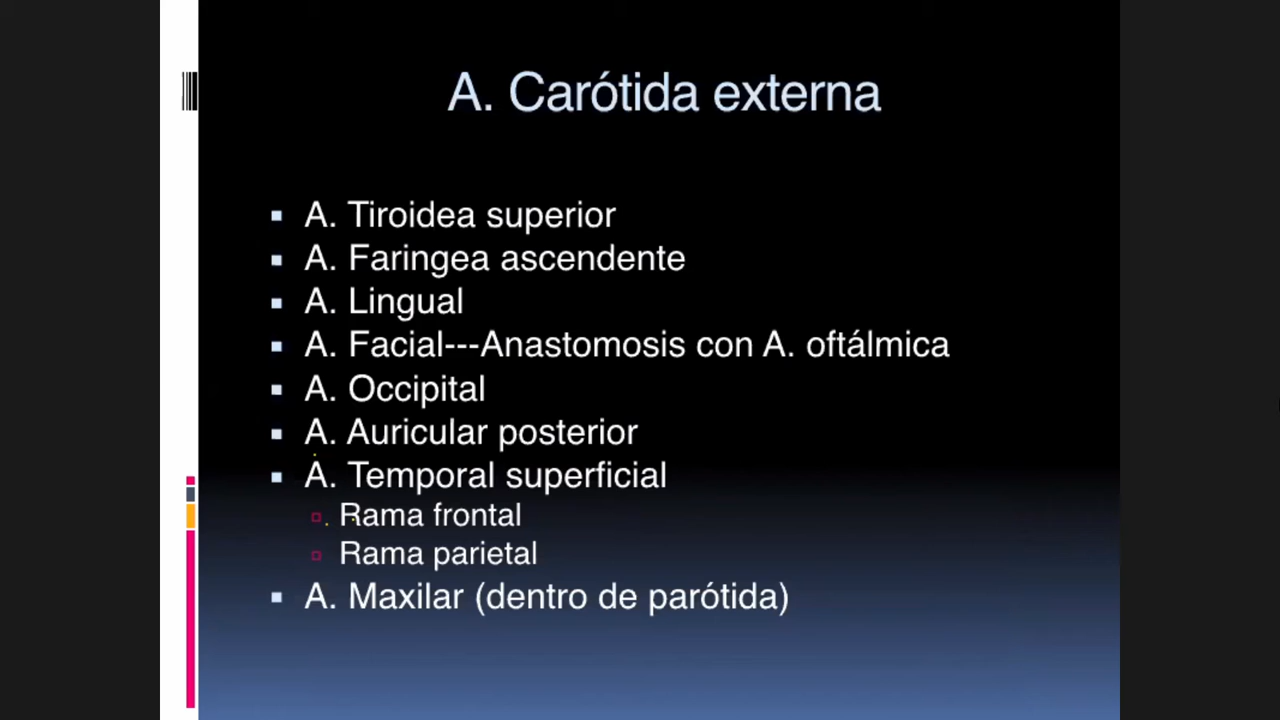 A. Carótida externa
A. Tiroidea superior
A. Faringea ascendente
A. Lingual
A. Facial---Anastomosis con A. oftálmica
A. Occipital
A. Auricular posterior
A. Temporal superficial
Rama frontal
Rama parietal
A. Maxilar (dentro de parótida)